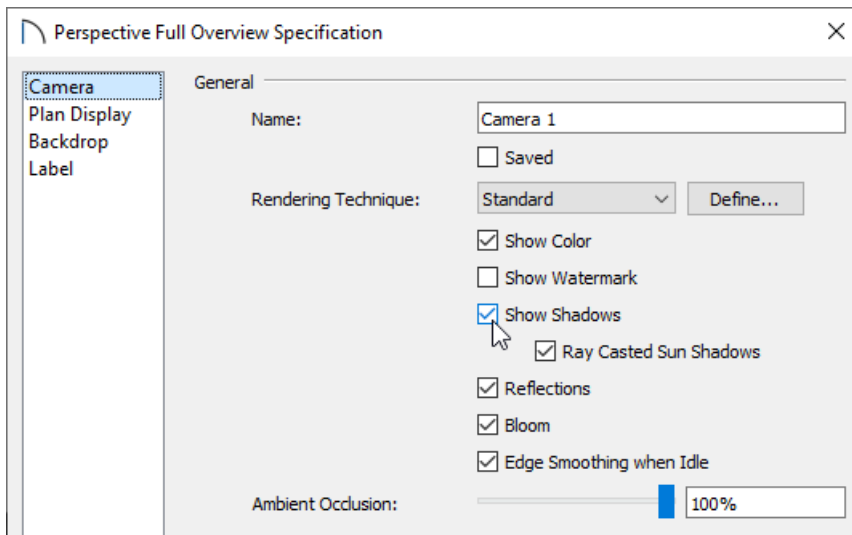 Perspective Full Overview Specification
Camera
Plan Display
Backdrop
Label
General
Name: Camera 1
Saved
Rendering Technique: Standard Define...
Show Color
Show Watermark
Show Shadows
Ray Casted Sun Shadows
Reflections
Bloom
Edge Smoothing when Idle
Ambient Occlusion: 100%